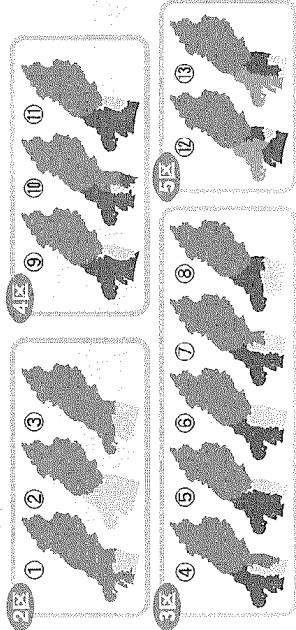 2区
① ② ③
3区
④ ⑤ ⑥ ⑦ ⑧
4区
⑨ ⑩ ⑪
5区
⑫ ⑬